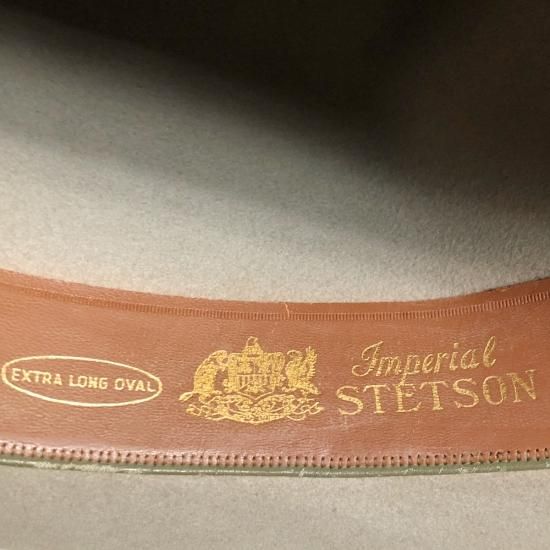 EXTRA LONG OVAL
Imperial
STETSON